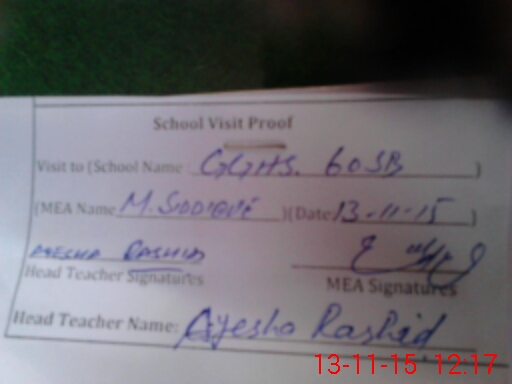 School Visit Proof
Visit to (School Name: GGHS. 60SB )
(MEA Name M. SIDDIQUE )(Date 13-11-15 )
AYESHA RASHID
Head Teacher Signatures MEA Signatures
Head Teacher Name: Ayesha Rashid
13-11-15 12:17